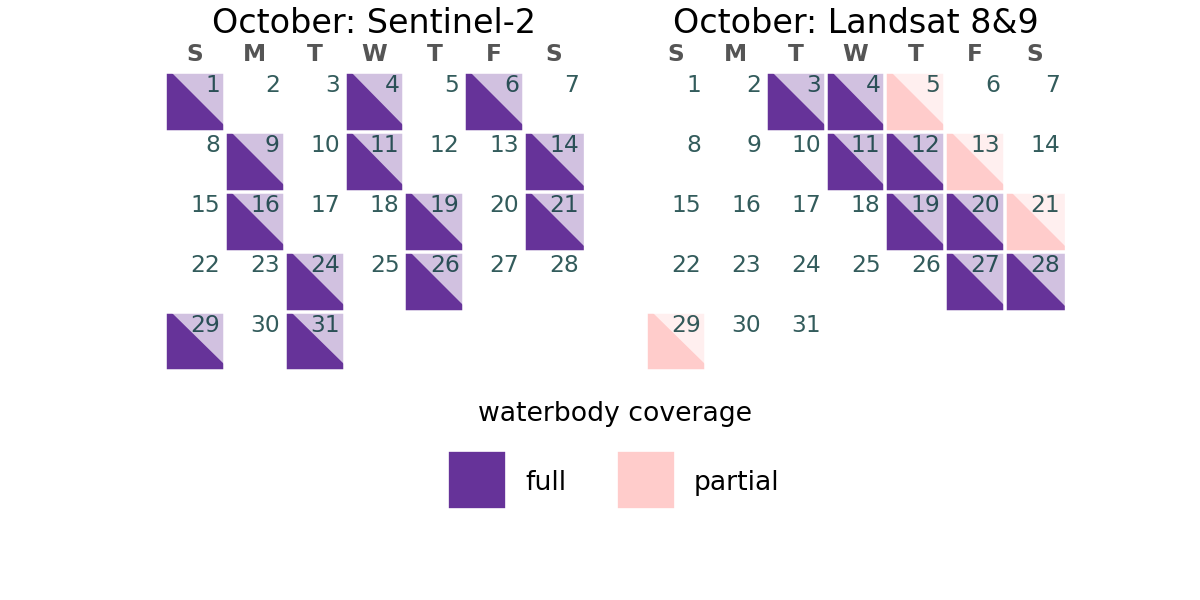 October: Sentinel-2
S M T W T F S
1 2 3 4 5 6 7
8 9 10 11 12 13 14
15 16 17 18 19 20 21
22 23 24 25 26 27 28
29 30 31
October: Landsat 8&9
S M T W T F S
1 2 3 4 5 6 7
8 9 10 11 12 13 14
15 16 17 18 19 20 21
22 23 24 25 26 27 28
29 30 31
waterbody coverage
full partial